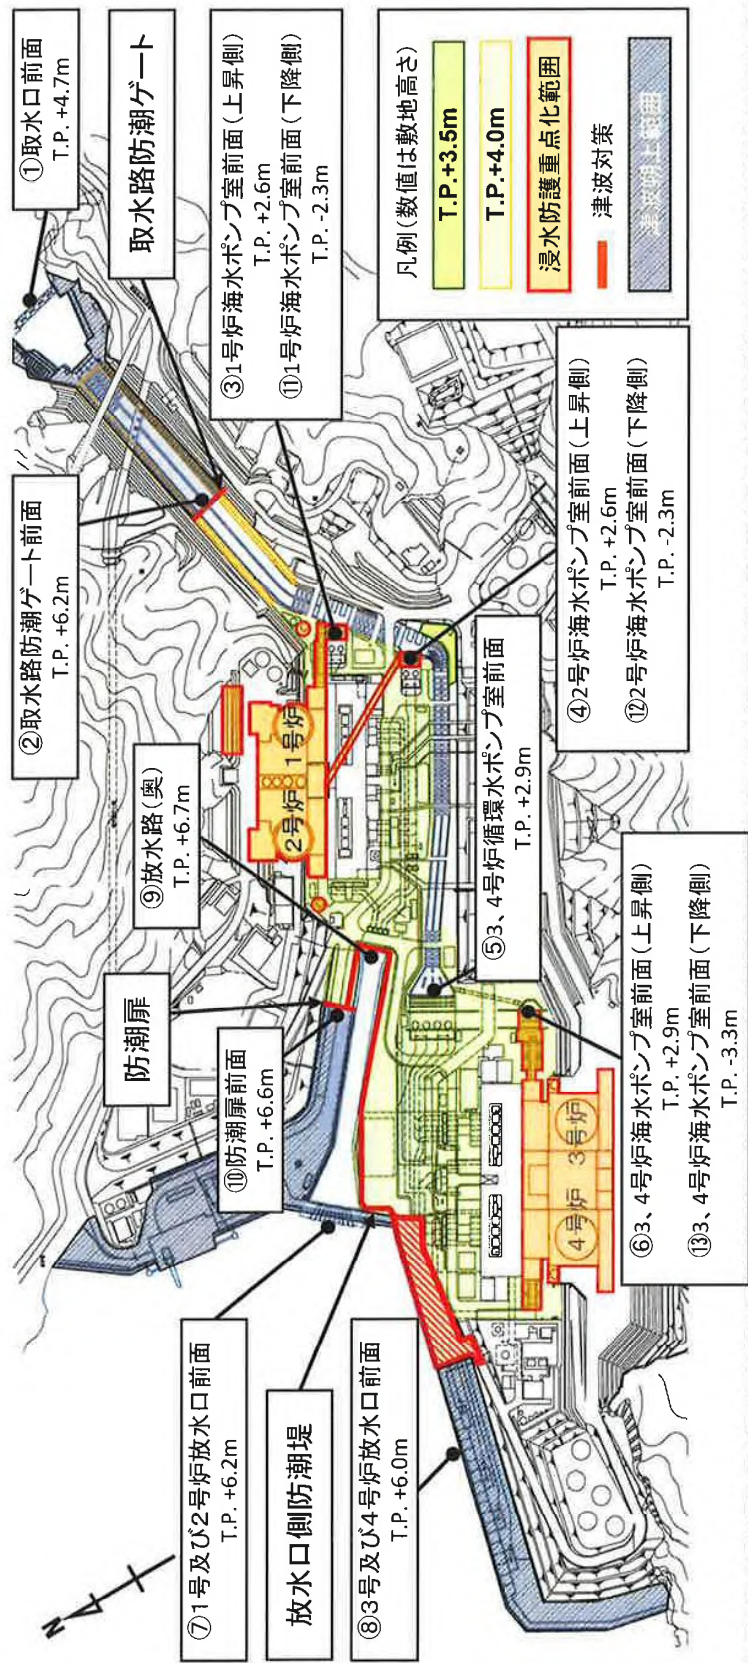 ①取水口前面
T.P. +4.7m
取水路防潮ゲート
②取水路防潮ゲート前面
T.P. +6.2m
③1号炉海水ポンプ室前面(上昇側)
T.P. +2.6m
⑪1号炉海水ポンプ室前面(下降側)
T.P. -2.3m
④2号炉海水ポンプ室前面(上昇側)
T.P. +2.6m
⑫2号炉海水ポンプ室前面(下降側)
T.P. -2.3m
⑤3、4号炉循環水ポンプ室前面
T.P. +2.9m
⑥3、4号炉海水ポンプ室前面(上昇側)
T.P. +2.9m
⑬3、4号炉海水ポンプ室前面(下降側)
T.P. -3.3m
⑨放水路(奥)
T.P. +6.7m
防潮扉
⑩防潮扉前面
T.P. +6.6m
⑦1号及び2号炉放水口前面
T.P. +6.2m
放水口側防潮堤
⑧3号及び4号炉放水口前面
T.P. +6.0m
2号炉
1号炉
4号炉
3号炉
N
凡例(数値は敷地高さ)
T.P.+3.5m
T.P.+4.0m
浸水防護重点化範囲
津波対策
津波遡上範囲